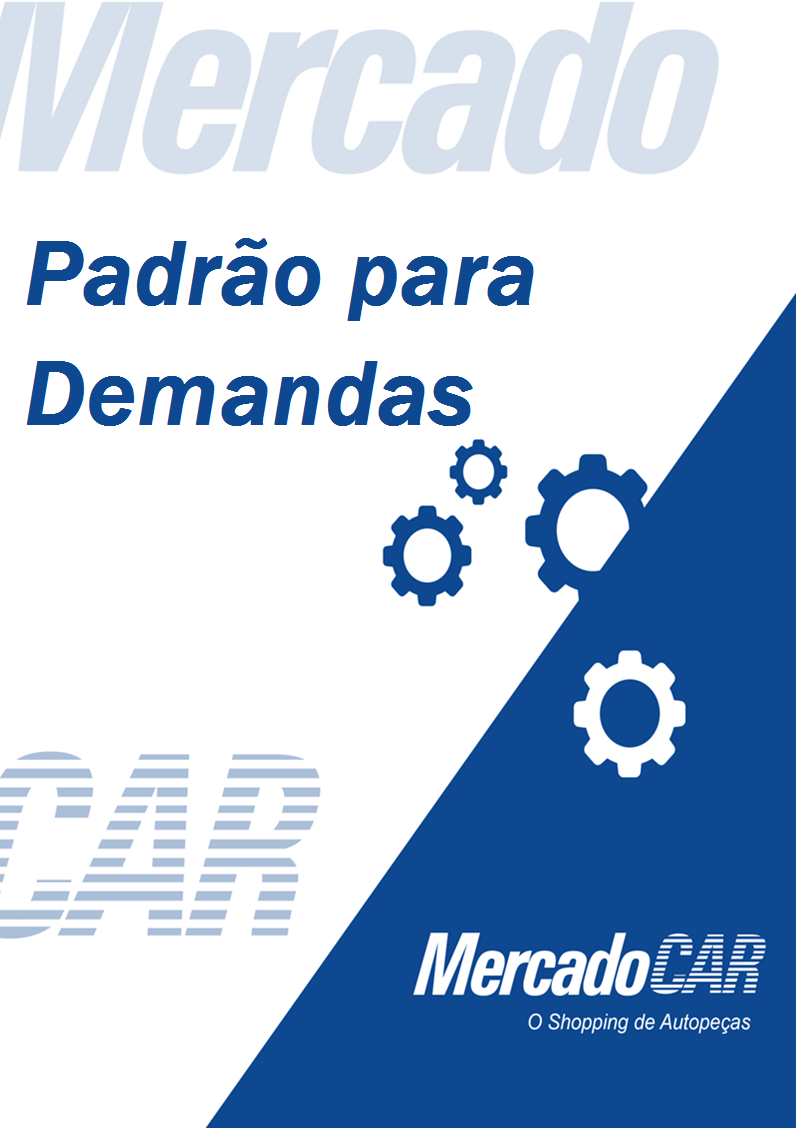 Mercado
Padrão para
Demandas
CAR
MercadoCAR
O Shopping de Autopeças